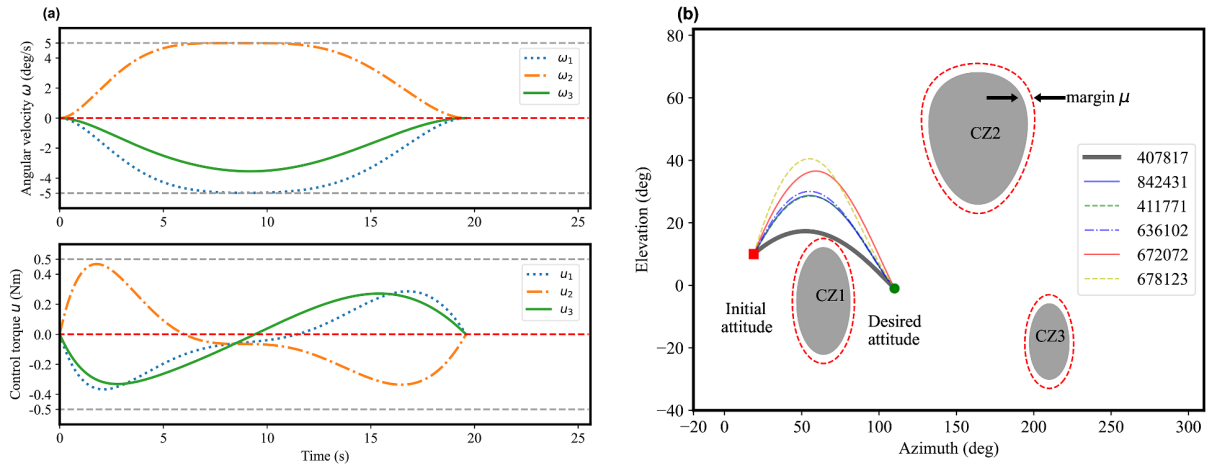 (a)
5
4
2
0
-2
-4
-5
Angular velocity ω (deg/s)
ω1
ω2
ω3
0 5 10 15 20 25
0.5
0.4
0.2
0.0
-0.2
-0.4
-0.5
Control torque u (Nm)
u1
u2
u3
0 5 10 15 20 25
Time (s)
(b)
80
60
40
20
0
−20
−40
Elevation (deg)
margin μ
CZ2
407817
842431
411771
636102
672072
678123
CZ1
Initial
attitude
Desired
attitude
CZ3
−20 0 50 100 150 200 250 300
Azimuth (deg)